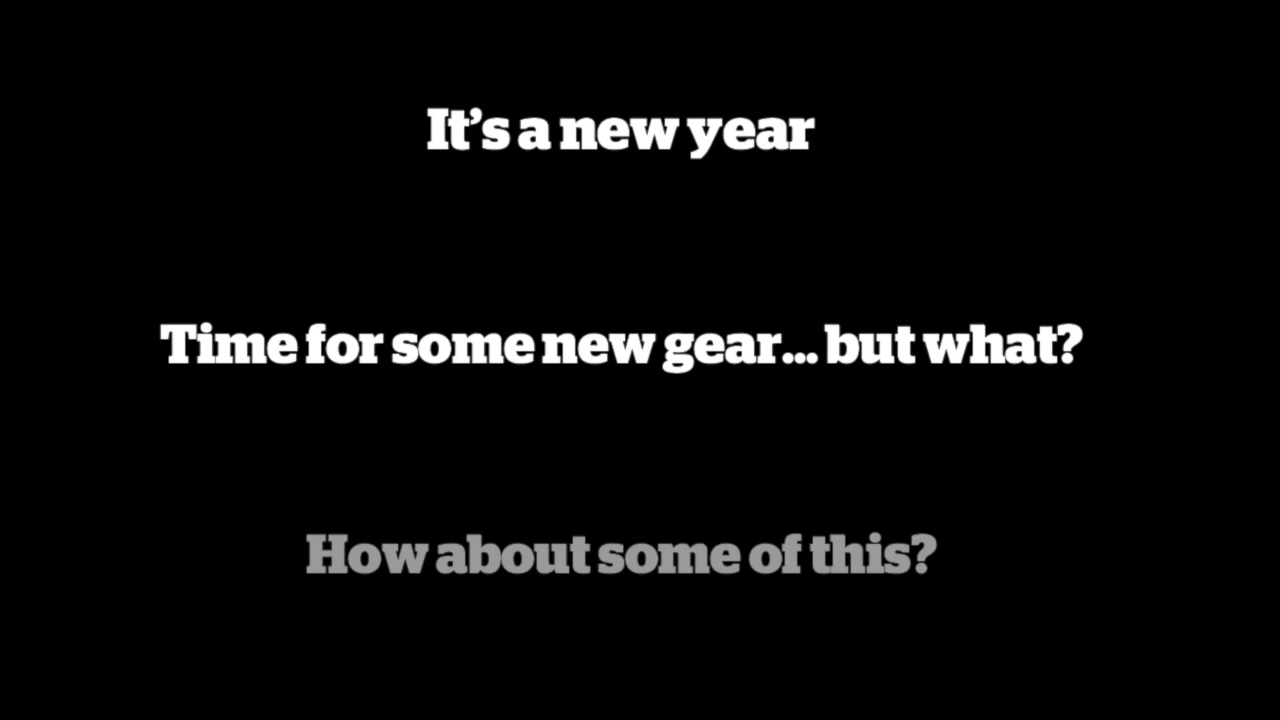 It’s a new year
Time for some new gear... but what?
How about some of this?